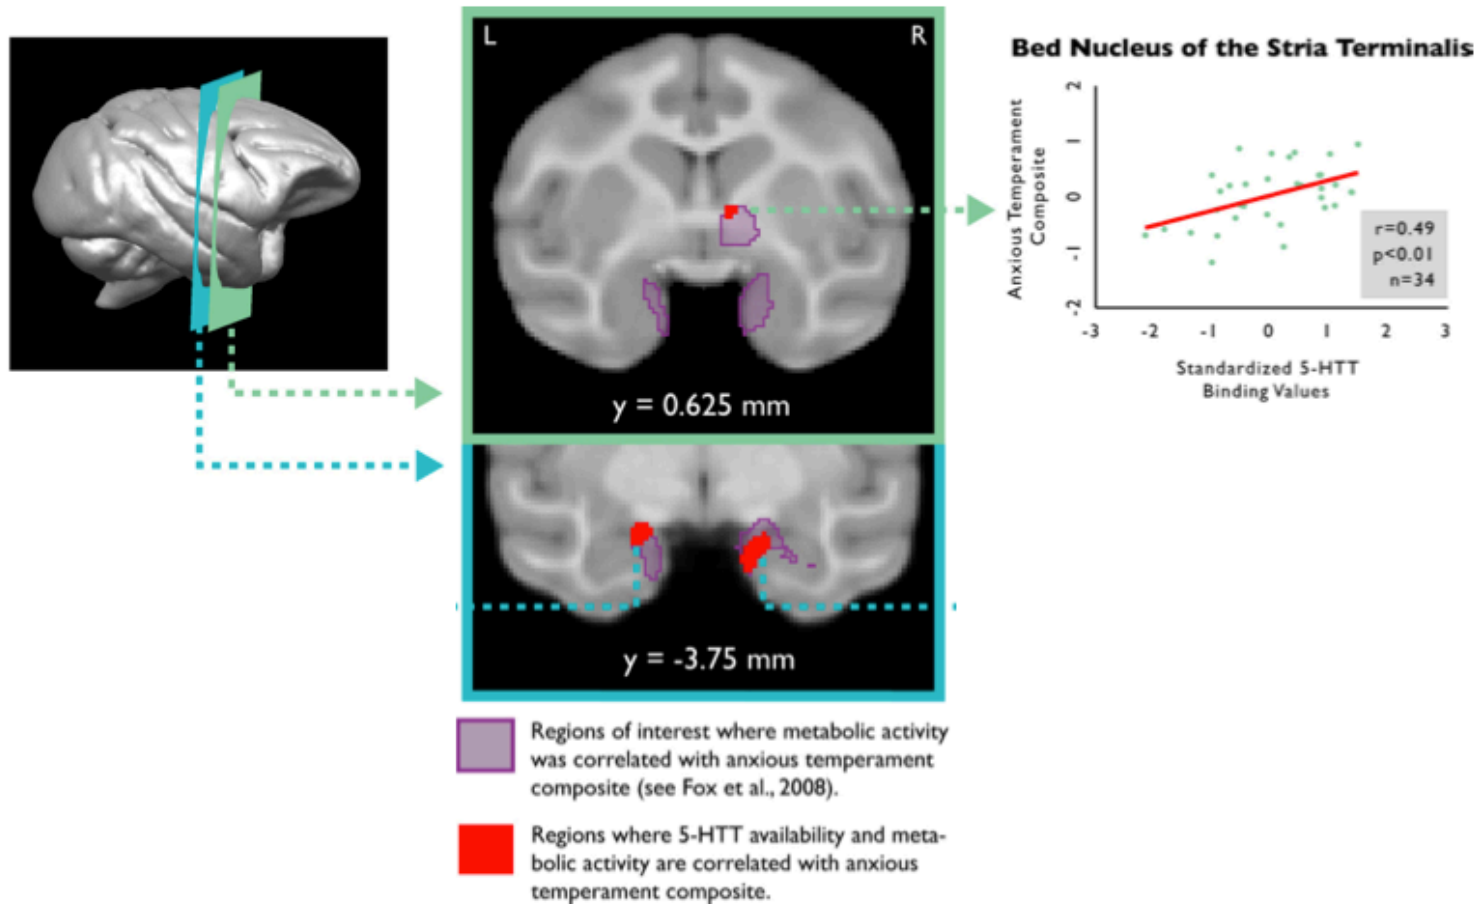 L
R
y = 0.625 mm
y = -3.75 mm
Bed Nucleus of the Stria Terminalis
Anxious Temperament
Composite
2
1
0
-1
-2
r=0.49
p<0.01
n=34
-3 -2 -1 0 1 2 3
Standardized 5-HTT
Binding Values
Regions of interest where metabolic activity
was correlated with anxious temperament
composite (see Fox et al., 2008).
Regions where 5-HTT availability and meta-
bolic activity are correlated with anxious
temperament composite.